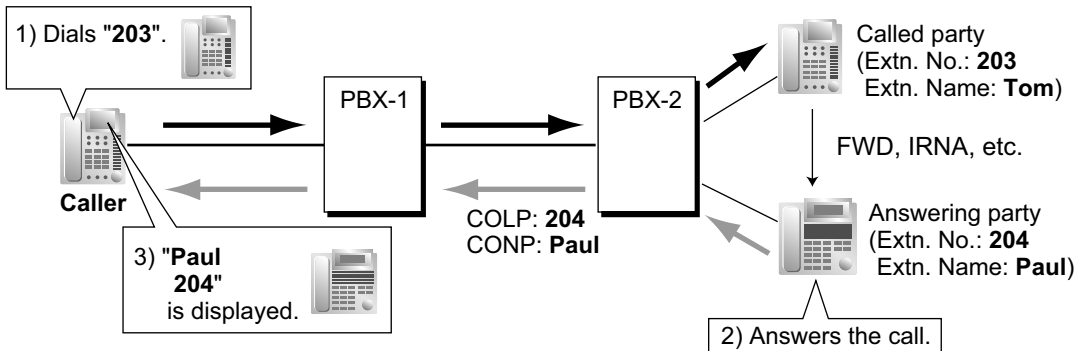 1) Dials "203".
Caller
PBX-1
PBX-2
Called party
(Extn. No.: 203
Extn. Name: Tom)
FWD, IRNA, etc.
COLP: 204
CONP: Paul
Answering party
(Extn. No.: 204
Extn. Name: Paul)
3) "Paul
204"
is displayed.
2) Answers the call.